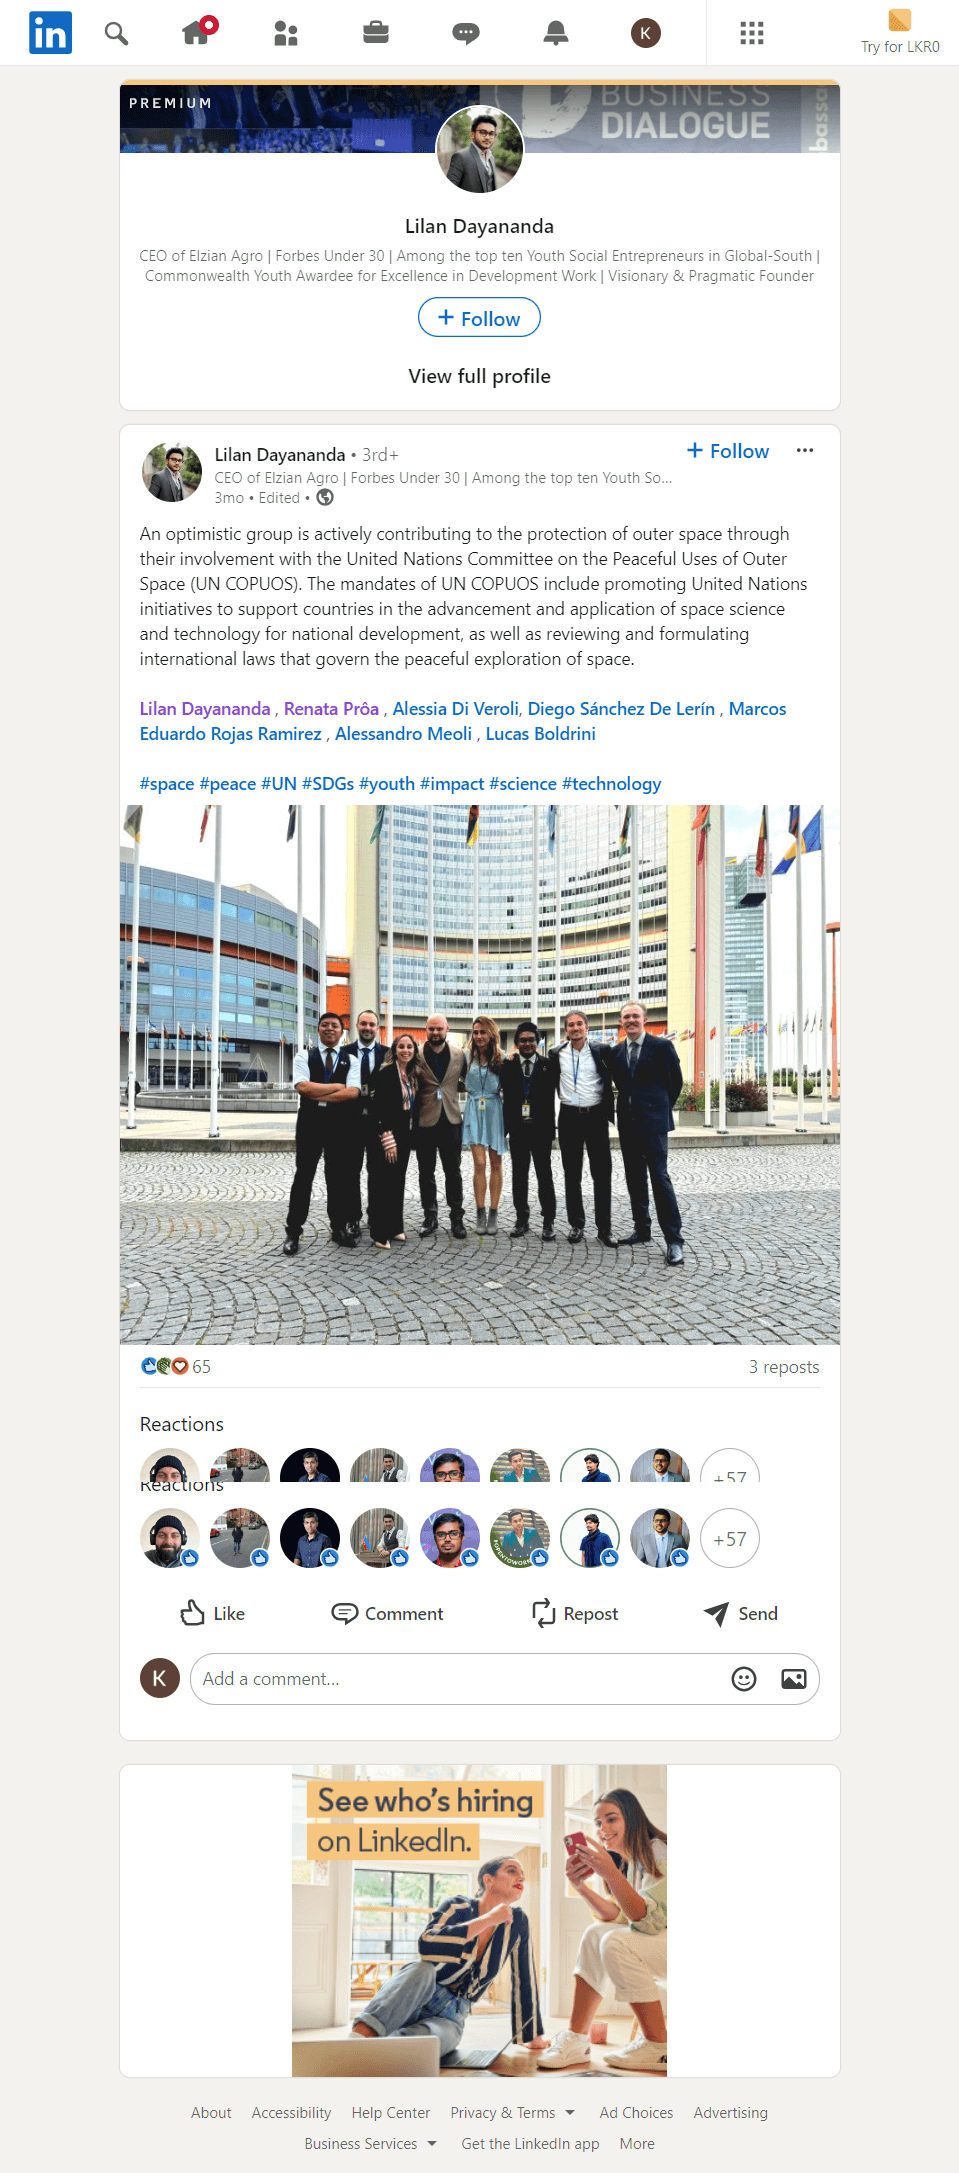 in
K
Try for LKR0
PREMIUM
BUSINESS
DIALOGUE
bassa
Lilan Dayananda
CEO of Elzian Agro | Forbes Under 30 | Among the top ten Youth Social Entrepreneurs in Global-South |
Commonwealth Youth Awardee for Excellence in Development Work | Visionary & Pragmatic Founder
+ Follow
View full profile
Lilan Dayananda • 3rd+
+ Follow
CEO of Elzian Agro | Forbes Under 30 | Among the top ten Youth So...
3mo • Edited •
An optimistic group is actively contributing to the protection of outer space through
their involvement with the United Nations Committee on the Peaceful Uses of Outer
Space (UN COPUOS). The mandates of UN COPUOS include promoting United Nations
initiatives to support countries in the advancement and application of space science
and technology for national development, as well as reviewing and formulating
international laws that govern the peaceful exploration of space.
Lilan Dayananda , Renata Prôa , Alessia Di Veroli, Diego Sánchez De Lerín , Marcos
Eduardo Rojas Ramirez , Alessandro Meoli , Lucas Boldrini
#space #peace #UN #SDGs #youth #impact #science #technology
65
3 reposts
Reactions
+57
Reactions
#OPENTOWORK
+57
Like
Comment
Repost
Send
K
Add a comment...
See who's hiring
on LinkedIn.
About
Accessibility
Help Center
Privacy & Terms
Ad Choices
Advertising
Business Services
Get the LinkedIn app
More